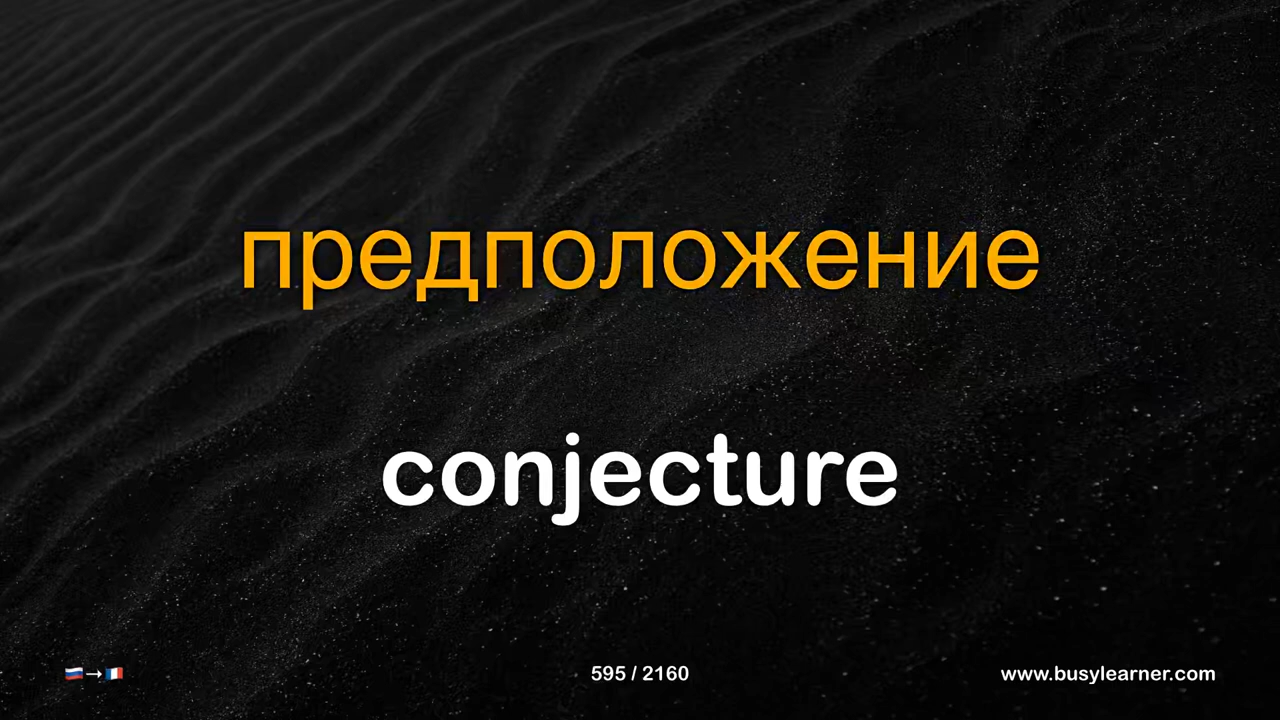 предположение
conjecture
🇷🇺→🇫🇷
595 / 2160
www.busylearner.com